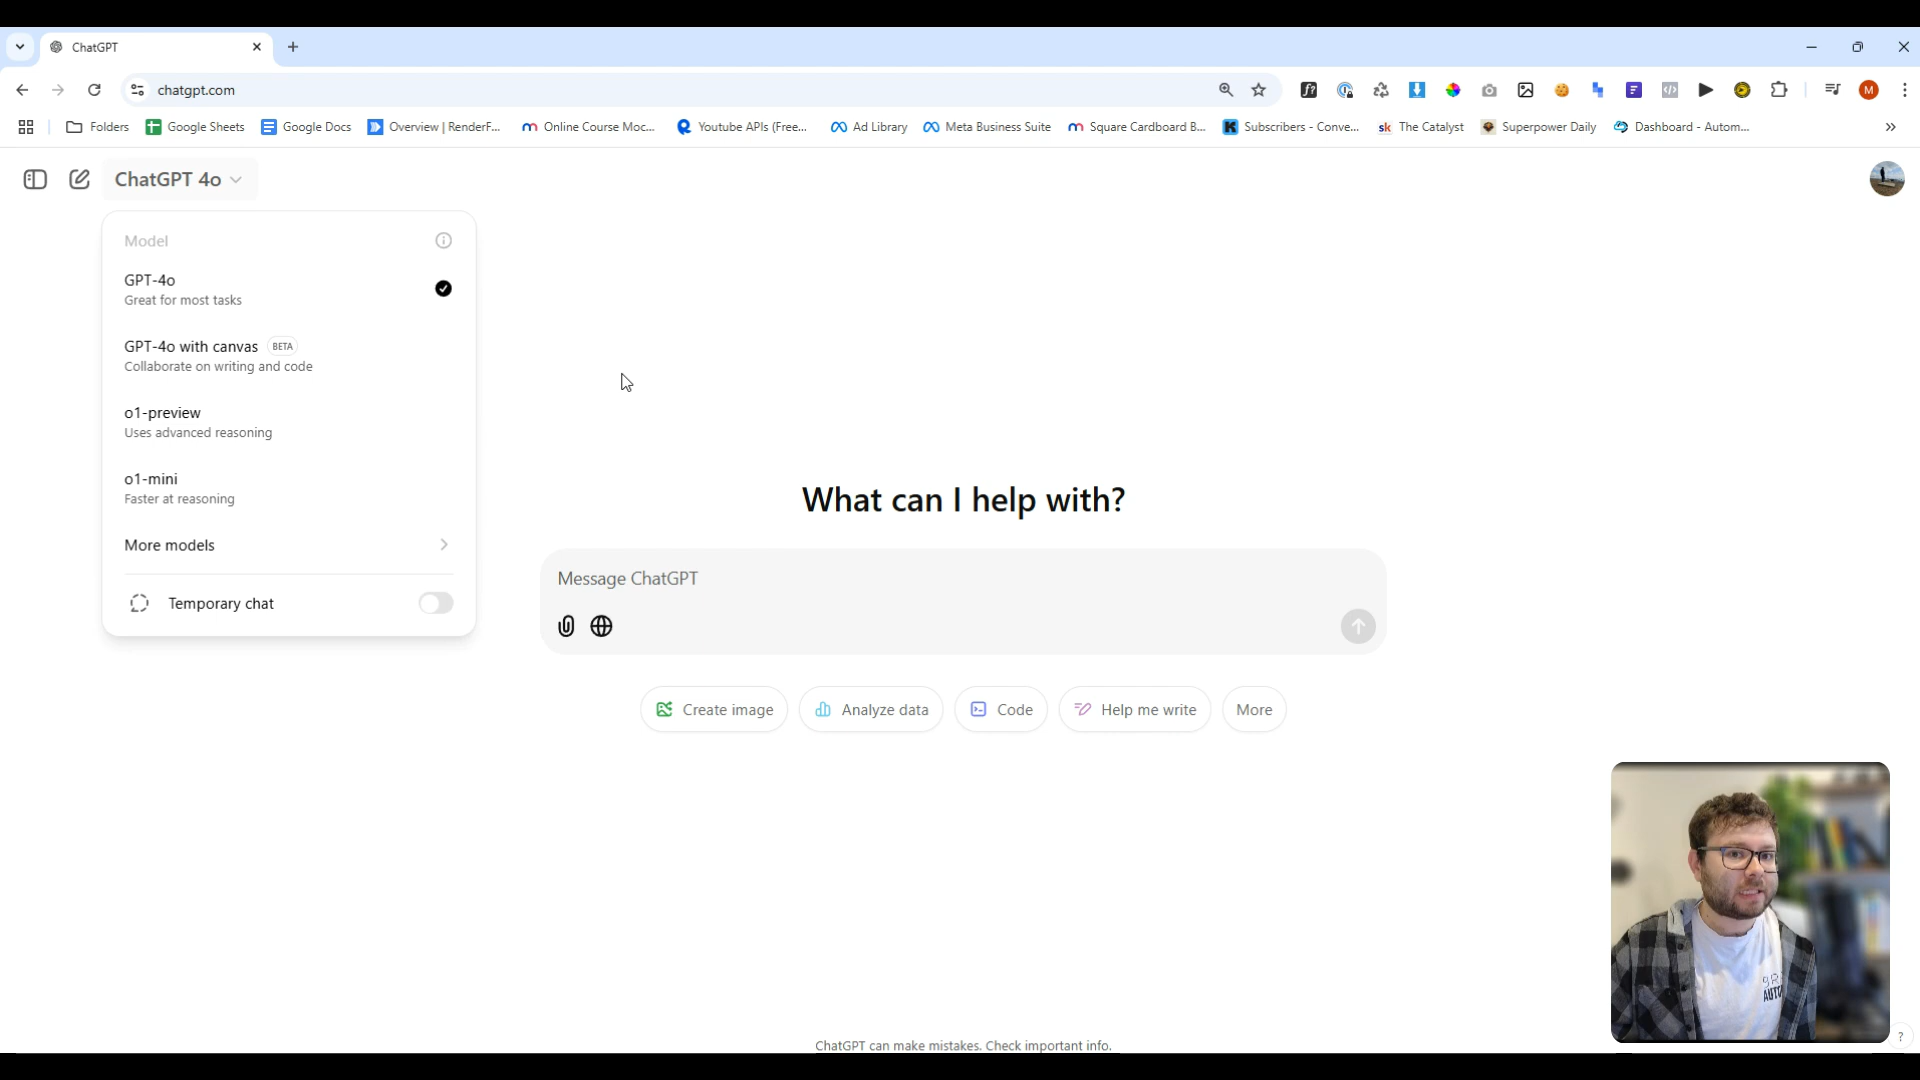 ChatGPT
chatgpt.com
Folders Google Sheets Google Docs Overview | RenderF... Online Course Moc... Youtube APIs (Free... Ad Library Meta Business Suite Square Cardboard B... Subscribers - Conve... The Catalyst Superpower Daily Dashboard - Autom...
ChatGPT 4o
Model
GPT-4o
Great for most tasks
GPT-4o with canvas BETA
Collaborate on writing and code
o1-preview
Uses advanced reasoning
o1-mini
Faster at reasoning
More models
Temporary chat
What can I help with?
Message ChatGPT
Create image Analyze data Code Help me write More
ChatGPT can make mistakes. Check important info.